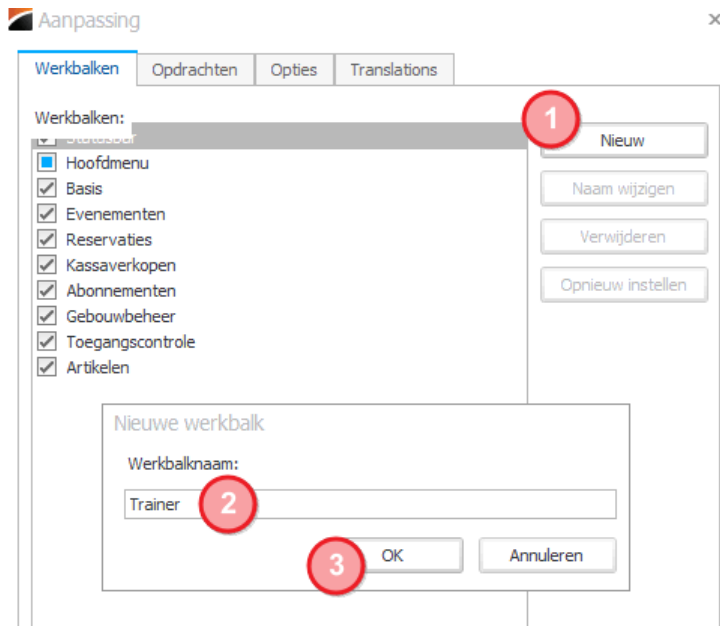 Aanpassing
Werkbalken Opdrachten Opties Translations
Werkbalken:
1
Nieuw
Statusbar
Hoofdmenu
Naam wijzigen
Basis
Evenementen
Verwijderen
Reservaties
Kassaverkopen
Opnieuw instellen
Abonnementen
Gebouwbeheer
Toegangscontrole
Artikelen
Nieuwe werkbalk
Werkbalknaam:
Trainer 2
3 OK Annuleren